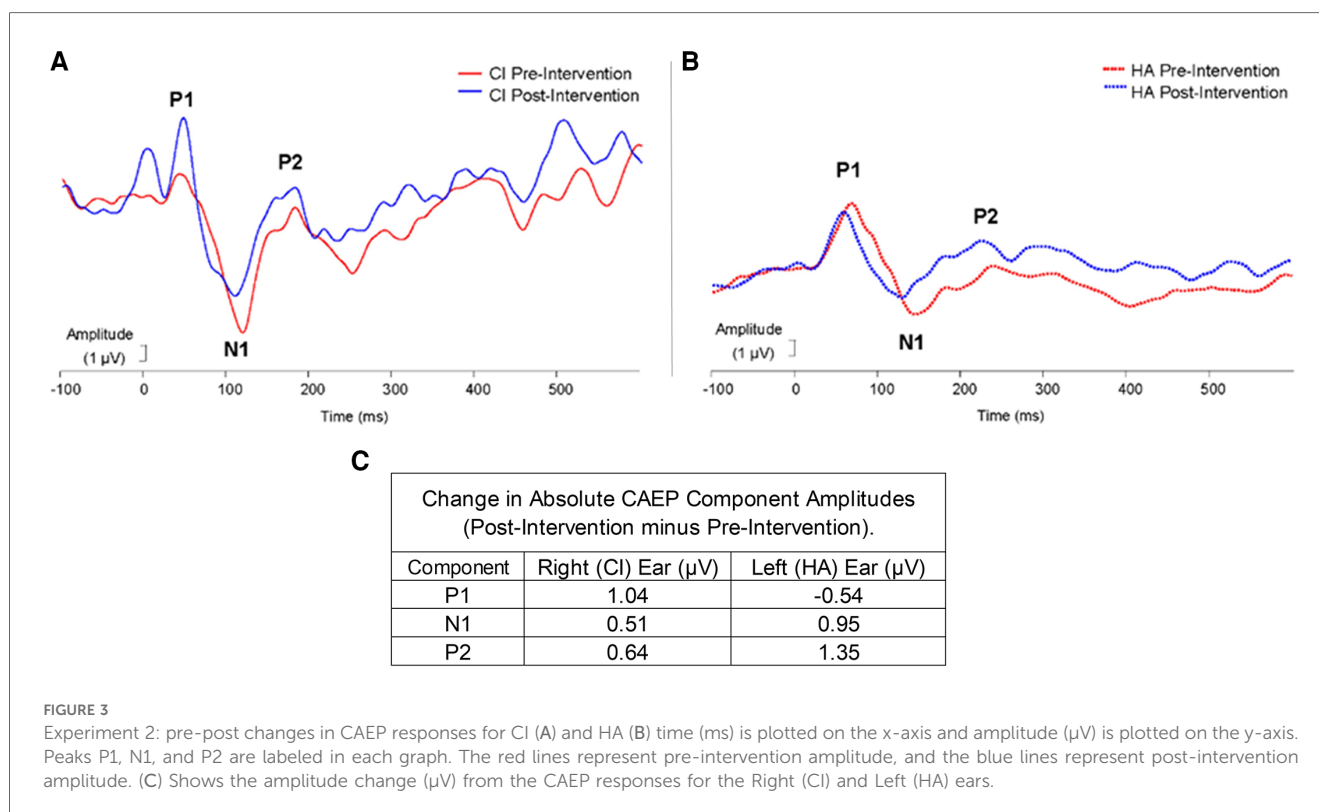 A
CI Pre-Intervention
CI Post-Intervention
P1
P2
N1
Amplitude
(1 µV)
-100 0 100 200 300 400 500
Time (ms)
B
HA Pre-Intervention
HA Post-Intervention
P1
P2
N1
Amplitude
(1 µV)
-100 0 100 200 300 400 500
Time (ms)
C
Change in Absolute CAEP Component Amplitudes
(Post-Intervention minus Pre-Intervention).
Component Right (CI) Ear (µV) Left (HA) Ear (µV)
P1 1.04 -0.54
N1 0.51 0.95
P2 0.64 1.35
FIGURE 3
Experiment 2: pre-post changes in CAEP responses for CI (A) and HA (B) time (ms) is plotted on the x-axis and amplitude (µV) is plotted on the y-axis.
Peaks P1, N1, and P2 are labeled in each graph. The red lines represent pre-intervention amplitude, and the blue lines represent post-intervention
amplitude. (C) Shows the amplitude change (µV) from the CAEP responses for the Right (CI) and Left (HA) ears.